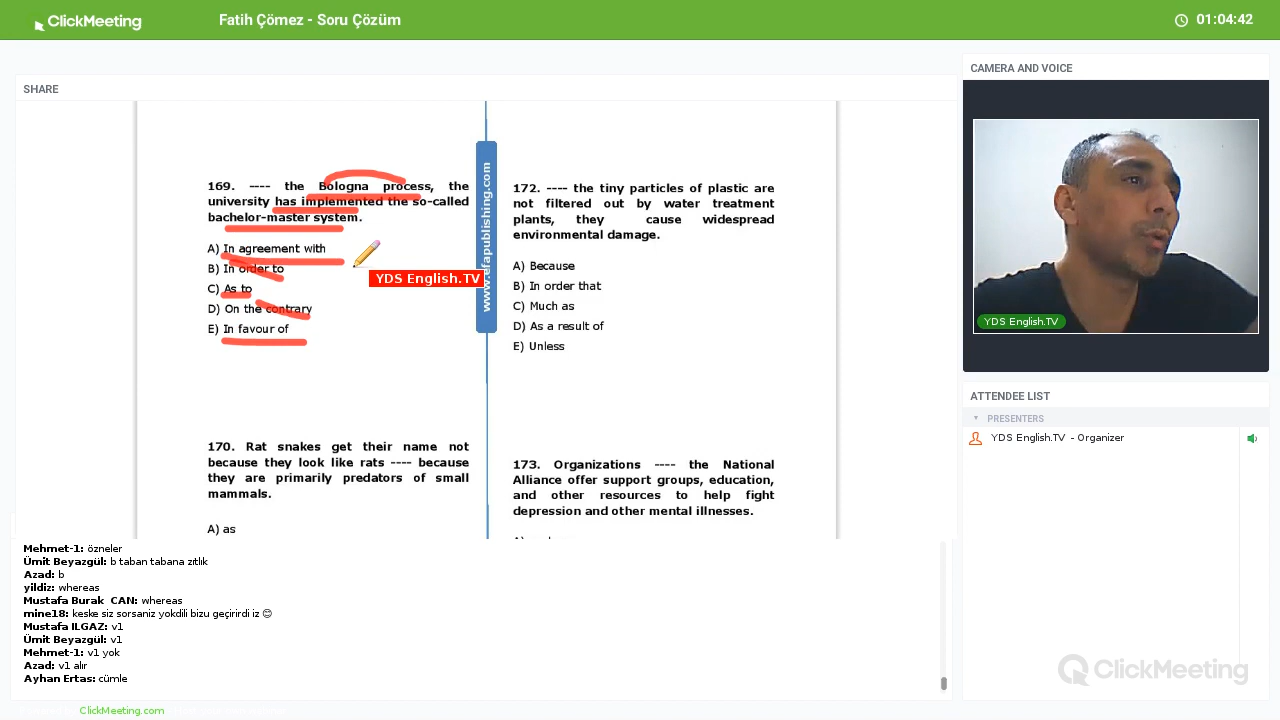 ClickMeeting
Fatih Çömez - Soru Çözüm
01:04:42
SHARE
169. ---- the Bologna process, the
university has implemented the so-called
bachelor-master system.
A) In agreement with
B) In order to
C) As to
D) On the contrary
E) In favour of
YDS English.TV
170. Rat snakes get their name not
because they look like rats ---- because
they are primarily predators of small
mammals.
A) as
www.efapublishing.com
172. ---- the tiny particles of plastic are
not filtered out by water treatment
plants, they cause widespread
environmental damage.
A) Because
B) In order that
C) Much as
D) As a result of
E) Unless
173. Organizations ---- the National
Alliance offer support groups, education,
and other resources to help fight
depression and other mental illnesses.
CAMERA AND VOICE
YDS English.TV
ATTENDEE LIST
PRESENTERS
YDS English.TV - Organizer
Mehmet-1: özneler
Ümit Beyazgül: b taban tabana zıtlık
Azad: b
yildiz: whereas
Mustafa Burak CAN: whereas
mine18: keske siz sorsaniz yokdili bizu geçirirdi iz 😊
Mustafa ILGAZ: v1
Ümit Beyazgül: v1
Mehmet-1: v1 yok
Azad: v1 alır
Ayhan Ertas: cümle
ClickMeeting
ClickMeeting.com